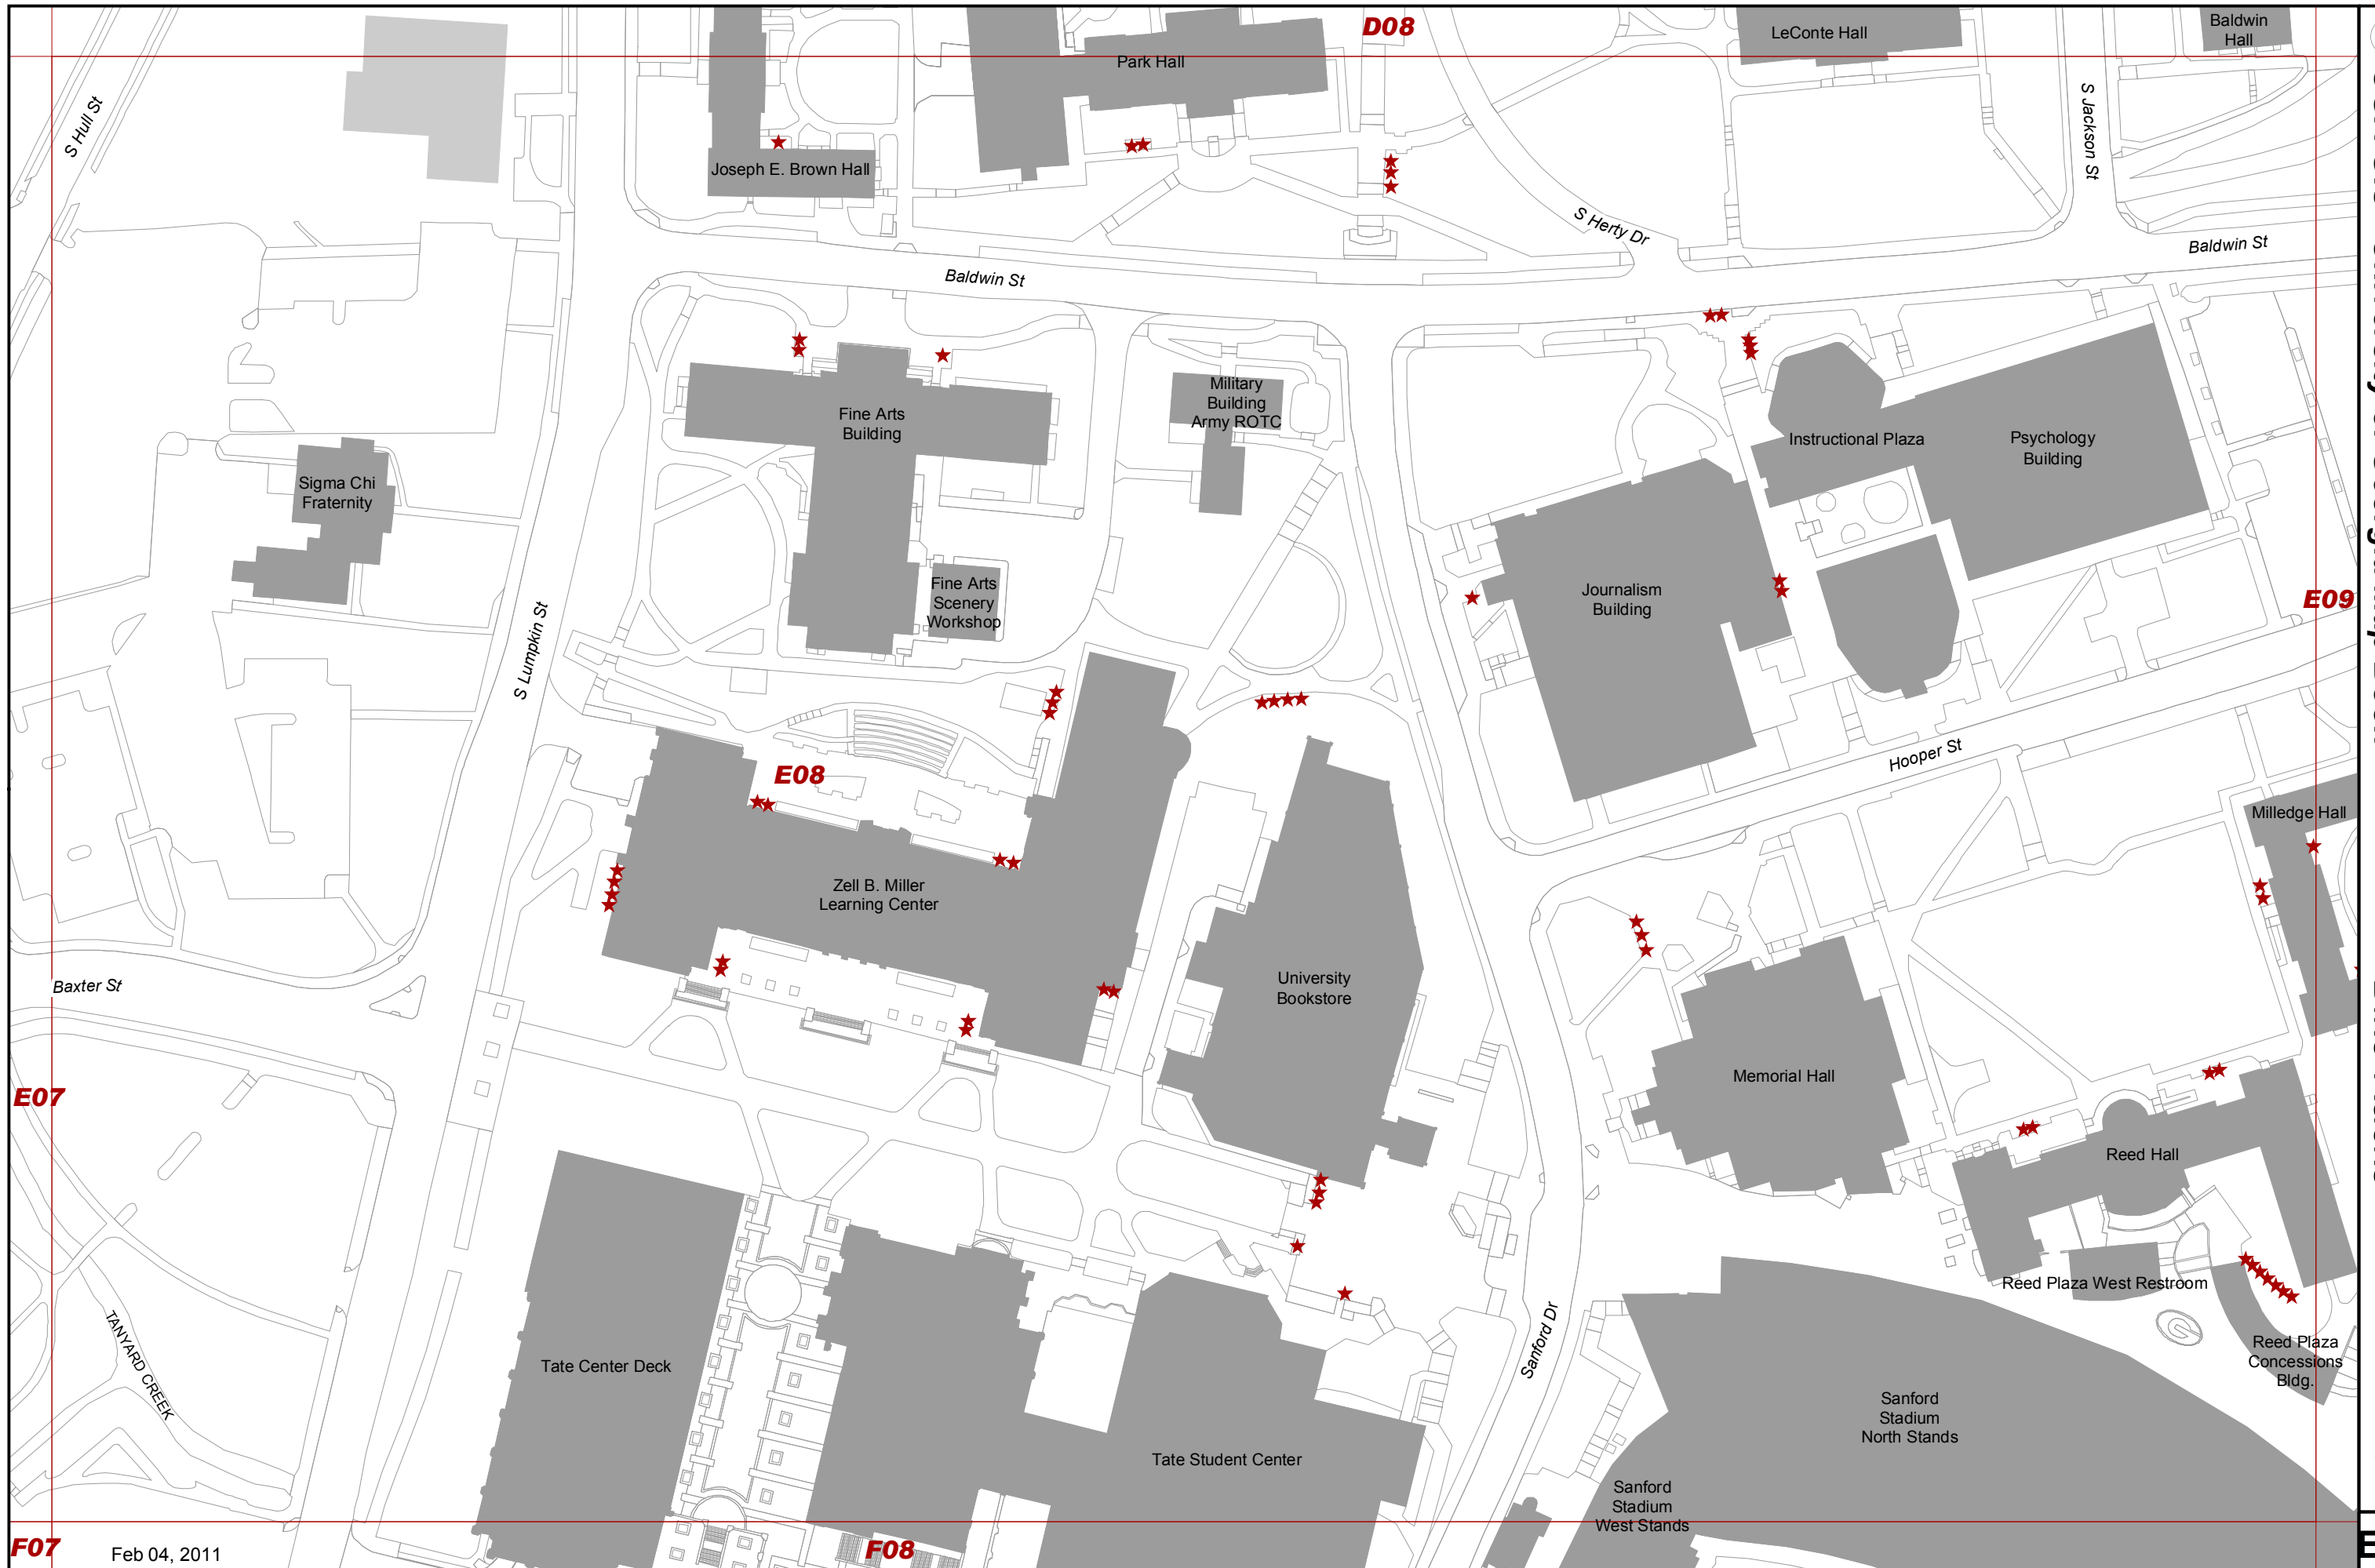 D08
LeConte Hall
Baldwin
Hall
Park Hall
S Hull St
S Jackson St
Joseph E. Brown Hall
S Herty Dr
Baldwin St
Baldwin St
Fine Arts
Building
Military
Building
Army ROTC
Instructional Plaza
Psychology
Building
Sigma Chi
Fraternity
Fine Arts
Scenery
Workshop
Journalism
Building
E09
S Lumpkin St
Hooper St
E08
Milledge Hall
Zell B. Miller
Learning Center
University
Bookstore
Baxter St
Memorial Hall
E07
Reed Hall
Reed Plaza West Restroom
TANYARD CREEK
Sanford Dr
Reed Plaza
Concessions
Bldg.
Tate Center Deck
Sanford
Stadium
North Stands
Tate Student Center
Sanford
Stadium
West Stands
F07
Feb 04, 2011
F08